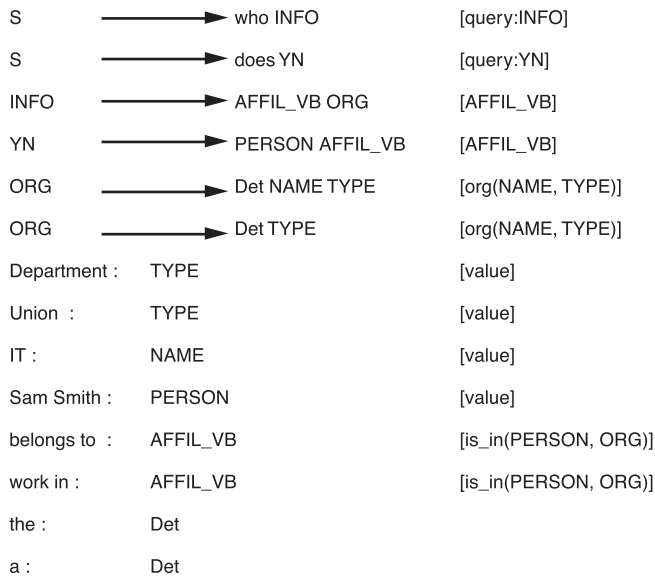 S who INFO [query:INFO]
S does YN [query:YN]
INFO AFFIL_VB ORG [AFFIL_VB]
YN PERSON AFFIL_VB [AFFIL_VB]
ORG Det NAME TYPE [org(NAME, TYPE)]
ORG Det TYPE [org(NAME, TYPE)]
Department : TYPE [value]
Union : TYPE [value]
IT : NAME [value]
Sam Smith : PERSON [value]
belongs to : AFFIL_VB [is_in(PERSON, ORG)]
work in : AFFIL_VB [is_in(PERSON, ORG)]
the : Det
a : Det